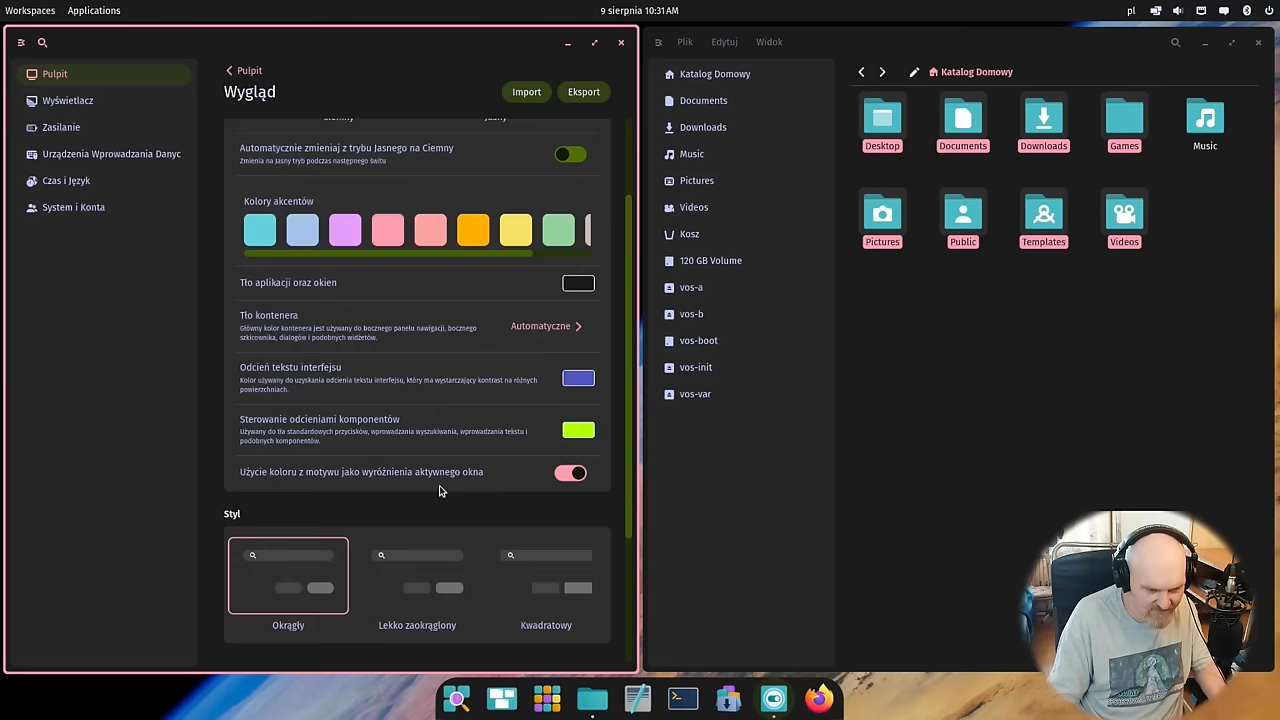 Workspaces Applications 9 sierpnia 10:31 AM pl
Pulpit
Wyświetlacz
Zasilanie
Urządzenia Wprowadzania Danyc
Czas i Język
System i Konta
Pulpit
Wygląd Import Eksport
Ciemny Jasny
Automatycznie zmieniaj z trybu Jasnego na Ciemny
Zmienia na Jasny tryb podczas następnego świtu
Kolory akcentów
Tło aplikacji oraz okien
Tło kontenera
Główny kolor kontenera jest używany do bocznego panelu nawigacji, bocznego
szkicownika, dialogów i podobnych widżetów.
Automatyczne
Odcień tekstu interfejsu
Kolor używany do uzyskania odcienia tekstu interfejsu, który ma wystarczający kontrast na różnych
powierzchniach.
Sterowanie odcieniami komponentów
Używany do tła standardowych przycisków, wprowadzania wyszukiwania, wprowadzania tekstu i
podobnych komponentów.
Użycie koloru z motywu jako wyróżnienia aktywnego okna
Styl
Okrągły Lekko zaokrąglony Kwadratowy
Plik Edytuj Widok
Katalog Domowy
Documents
Downloads
Music
Pictures
Videos
Kosz
120 GB Volume
vos-a
vos-b
vos-boot
vos-init
vos-var
Katalog Domowy
Desktop Documents Downloads Games Music
Pictures Public Templates Videos